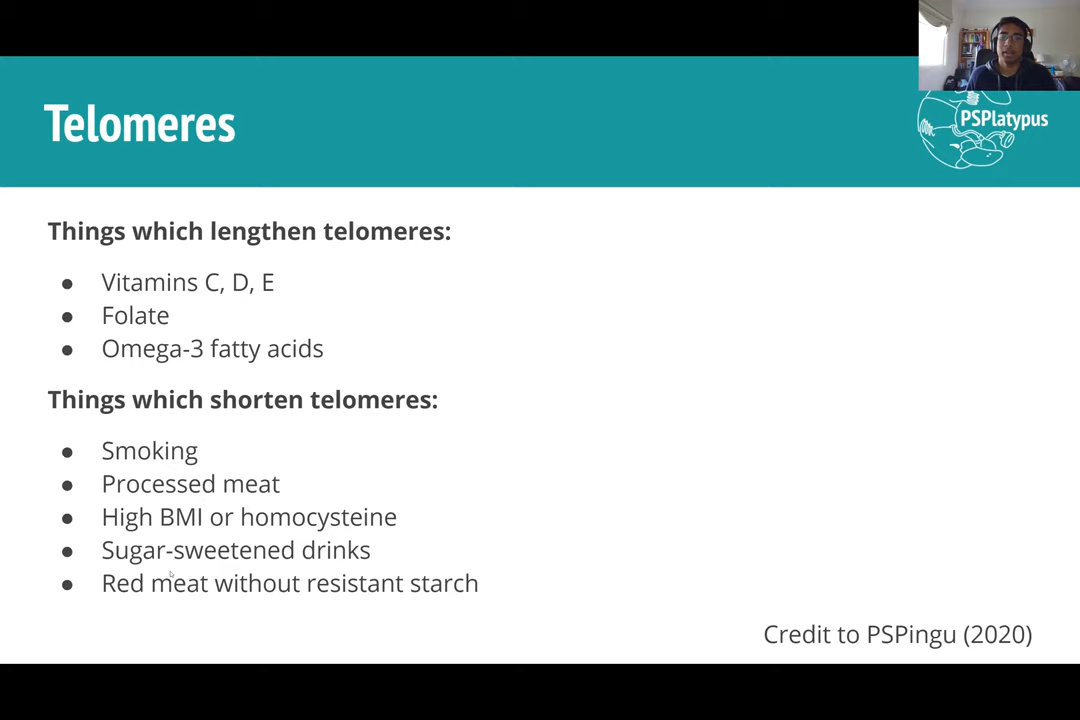 Telomeres
PSPlatypus
Things which lengthen telomeres:
● Vitamins C, D, E
● Folate
● Omega-3 fatty acids
Things which shorten telomeres:
● Smoking
● Processed meat
● High BMI or homocysteine
● Sugar-sweetened drinks
● Red meat without resistant starch
Credit to PSPingu (2020)